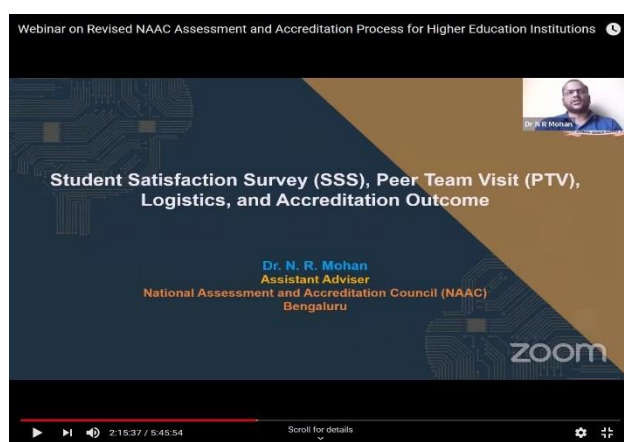 Webinar on Revised NAAC Assessment and Accreditation Process for Higher Education Institutions
Dr N R Mohan
Student Satisfaction Survey (SSS), Peer Team Visit (PTV),
Logistics, and Accreditation Outcome
Dr. N. R. Mohan
Assistant Adviser
National Assessment and Accreditation Council (NAAC)
Bengaluru
zoom
2:15:37 / 5:45:54
Scroll for details